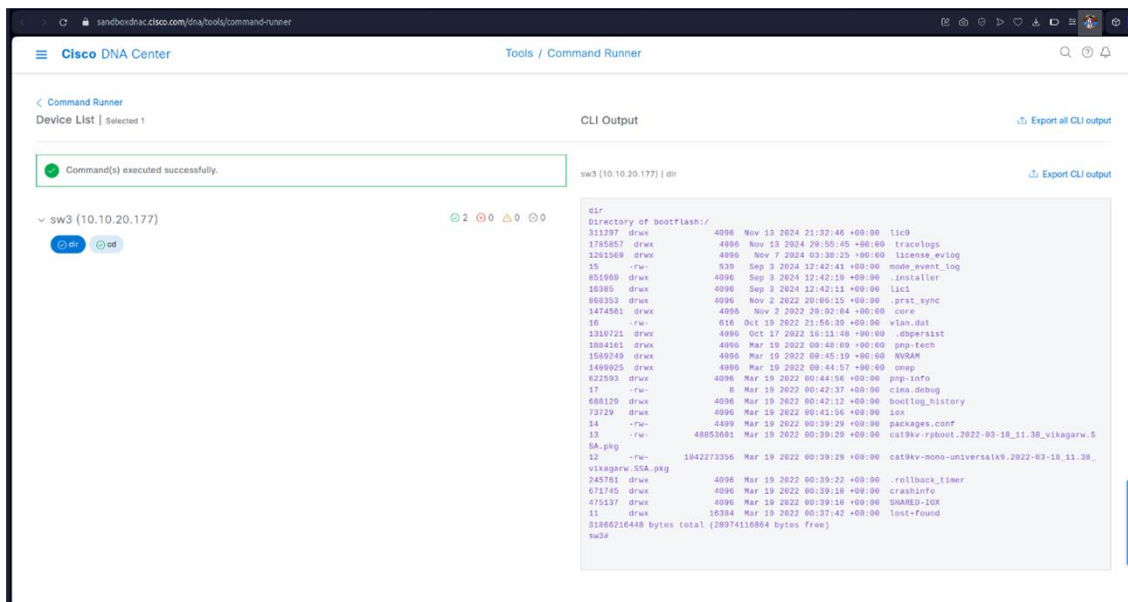 sandboxdnac.cisco.com/dna/tools/command-runner
Cisco DNA Center
Tools / Command Runner
Command Runner
Device List | Selected 1
CLI Output
Export all CLI output
Command(s) executed successfully.
sw3 (10.10.20.177) | dir
Export CLI output
sw3 (10.10.20.177)
2 0 0 0
dir cd
dir
Directory of bootflash:/
311297 drwx 4096 Nov 13 2024 21:32:46 +00:00 lic0
1785857 drwx 4096 Nov 13 2024 20:55:45 +00:00 tracelogs
1261569 drwx 4096 Nov 7 2024 03:38:25 +00:00 license_evlog
15 -rw- 539 Sep 3 2024 12:42:41 +00:00 mode_event_log
851969 drwx 4096 Sep 3 2024 12:42:19 +00:00 .installer
16385 drwx 4096 Sep 3 2024 12:42:11 +00:00 lic1
868353 drwx 4096 Nov 2 2022 20:06:15 +00:00 .prst_sync
1474561 drwx 4096 Nov 2 2022 20:02:04 +00:00 core
16 -rw- 616 Oct 19 2022 21:56:39 +00:00 vlan.dat
1310721 drwx 4096 Oct 17 2022 16:11:48 +00:00 .dbpersist
1884161 drwx 4096 Mar 19 2022 00:48:09 +00:00 pnp-tech
1589249 drwx 4096 Mar 19 2022 00:45:19 +00:00 NVRAM
1409025 drwx 4096 Mar 19 2022 00:44:57 +00:00 onep
622593 drwx 4096 Mar 19 2022 00:44:56 +00:00 pnp-info
17 -rw- 8 Mar 19 2022 00:42:37 +00:00 cima.debug
688129 drwx 4096 Mar 19 2022 00:42:12 +00:00 bootlog_history
73729 drwx 4096 Mar 19 2022 00:41:56 +00:00 iox
14 -rw- 4409 Mar 19 2022 00:39:29 +00:00 packages.conf
13 -rw- 48853601 Mar 19 2022 00:39:29 +00:00 cat9kv-rpboot.2022-03-18_11.38_vikagarw.S
SA.pkg
12 -rw- 1042273356 Mar 19 2022 00:39:29 +00:00 cat9kv-mono-universalk9.2022-03-18_11.38_
vikagarw.SSA.pkg
245761 drwx 4096 Mar 19 2022 00:39:22 +00:00 .rollback_timer
671745 drwx 4096 Mar 19 2022 00:39:10 +00:00 crashinfo
475137 drwx 4096 Mar 19 2022 00:39:10 +00:00 SHARED-IOX
11 drwx 16384 Mar 19 2022 00:37:42 +00:00 lost+found
31866216448 bytes total (28974116864 bytes free)
sw3#